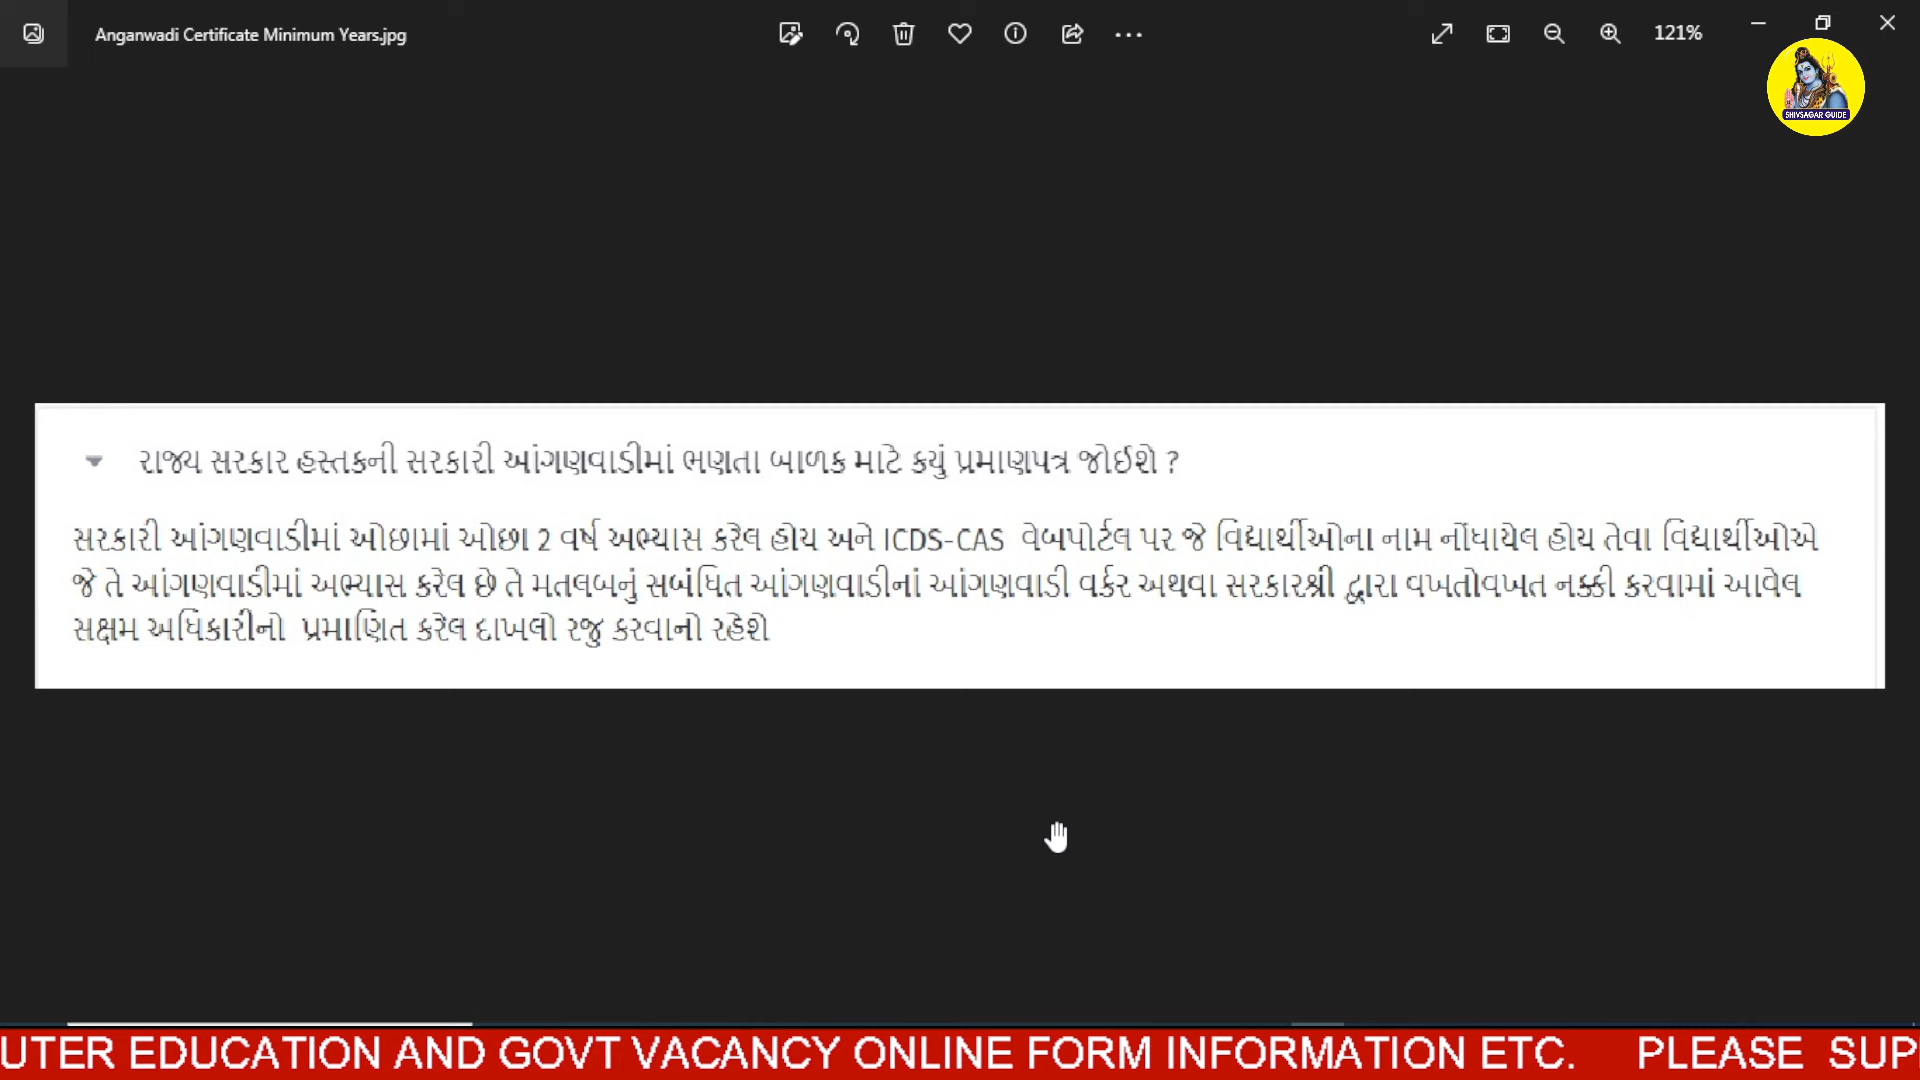 Anganwadi Certificate Minimum Years.jpg
121%
SHIVSAGAR GUIDE
રાજ્ય સરકાર હસ્તકની સરકારી આંગણવાડીમાં ભણતા બાળક માટે કયું પ્રમાણપત્ર જોઈશે ?
સરકારી આંગણવાડીમાં ઓછામાં ઓછા 2 વર્ષ અભ્યાસ કરેલ હોય અને ICDS-CAS વેબપોર્ટલ પર જે વિદ્યાર્થીઓના નામ નોંધાયેલ હોય તેવા વિદ્યાર્થીઓએ
જે તે આંગણવાડીમાં અભ્યાસ કરેલ છે તે મતલબનું સબંધિત આંગણવાડીનાં આંગણવાડી વર્કર અથવા સરકારશ્રી દ્વારા વખતોવખત નક્કી કરવામાં આવેલ
સક્ષમ અધિકારીનો પ્રમાણિત કરેલ દાખલો રજુ કરવાનો રહેશે
UTER EDUCATION AND GOVT VACANCY ONLINE FORM INFORMATION ETC. PLEASE SUP